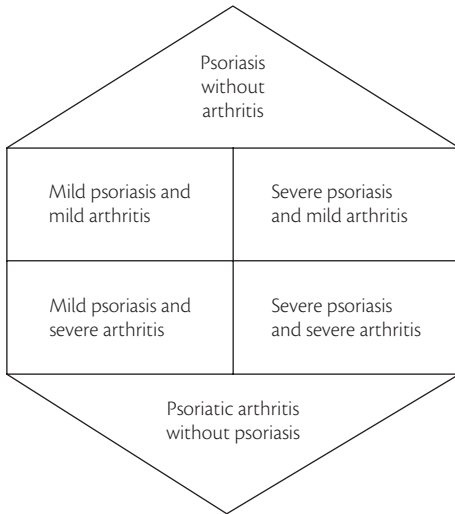 Psoriasis
without
arthritis
Mild psoriasis and
mild arthritis
Severe psoriasis
and mild arthritis
Mild psoriasis and
severe arthritis
Severe psoriasis
and severe arthritis
Psoriatic arthritis
without psoriasis